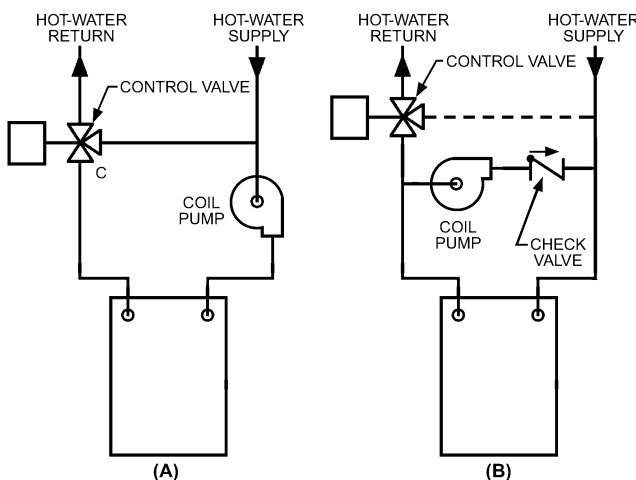 HOT-WATER
RETURN
HOT-WATER
SUPPLY
CONTROL VALVE
C
COIL
PUMP
(A)
HOT-WATER
RETURN
HOT-WATER
SUPPLY
CONTROL VALVE
COIL
PUMP
CHECK
VALVE
(B)